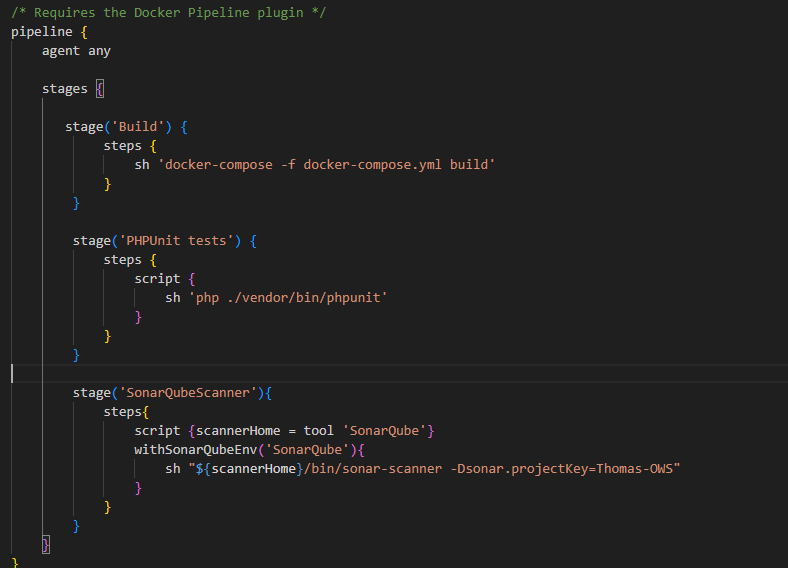 /* Requires the Docker Pipeline plugin */
pipeline {
    agent any

    stages {

       stage('Build') {
            steps {
                sh 'docker-compose -f docker-compose.yml build'
            }
        }

        stage('PHPUnit tests') {
            steps {
                script {
                    sh 'php ./vendor/bin/phpunit'
                }
            }
        }

        stage('SonarQubeScanner'){
            steps{
                script {scannerHome = tool 'SonarQube'}
                withSonarQubeEnv('SonarQube'){
                    sh "${scannerHome}/bin/sonar-scanner -Dsonar.projectKey=Thomas-OWS"
                }
            }
        }
    }
}